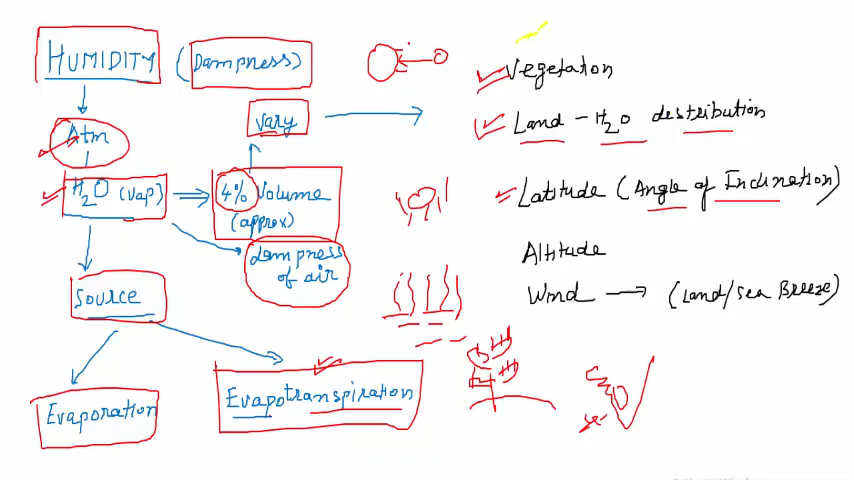 HUMIDITY (Dampness)
Atm
H2O (Vap)
vary
4% Volume
(approx)
dampness
of air
Source
Evaporation
Evapotranspiration
Vegetaton
Land - H2O destribution
Latitude (Angle of Inclination)
Altitude
Wind → (Land/Sea Breeze)